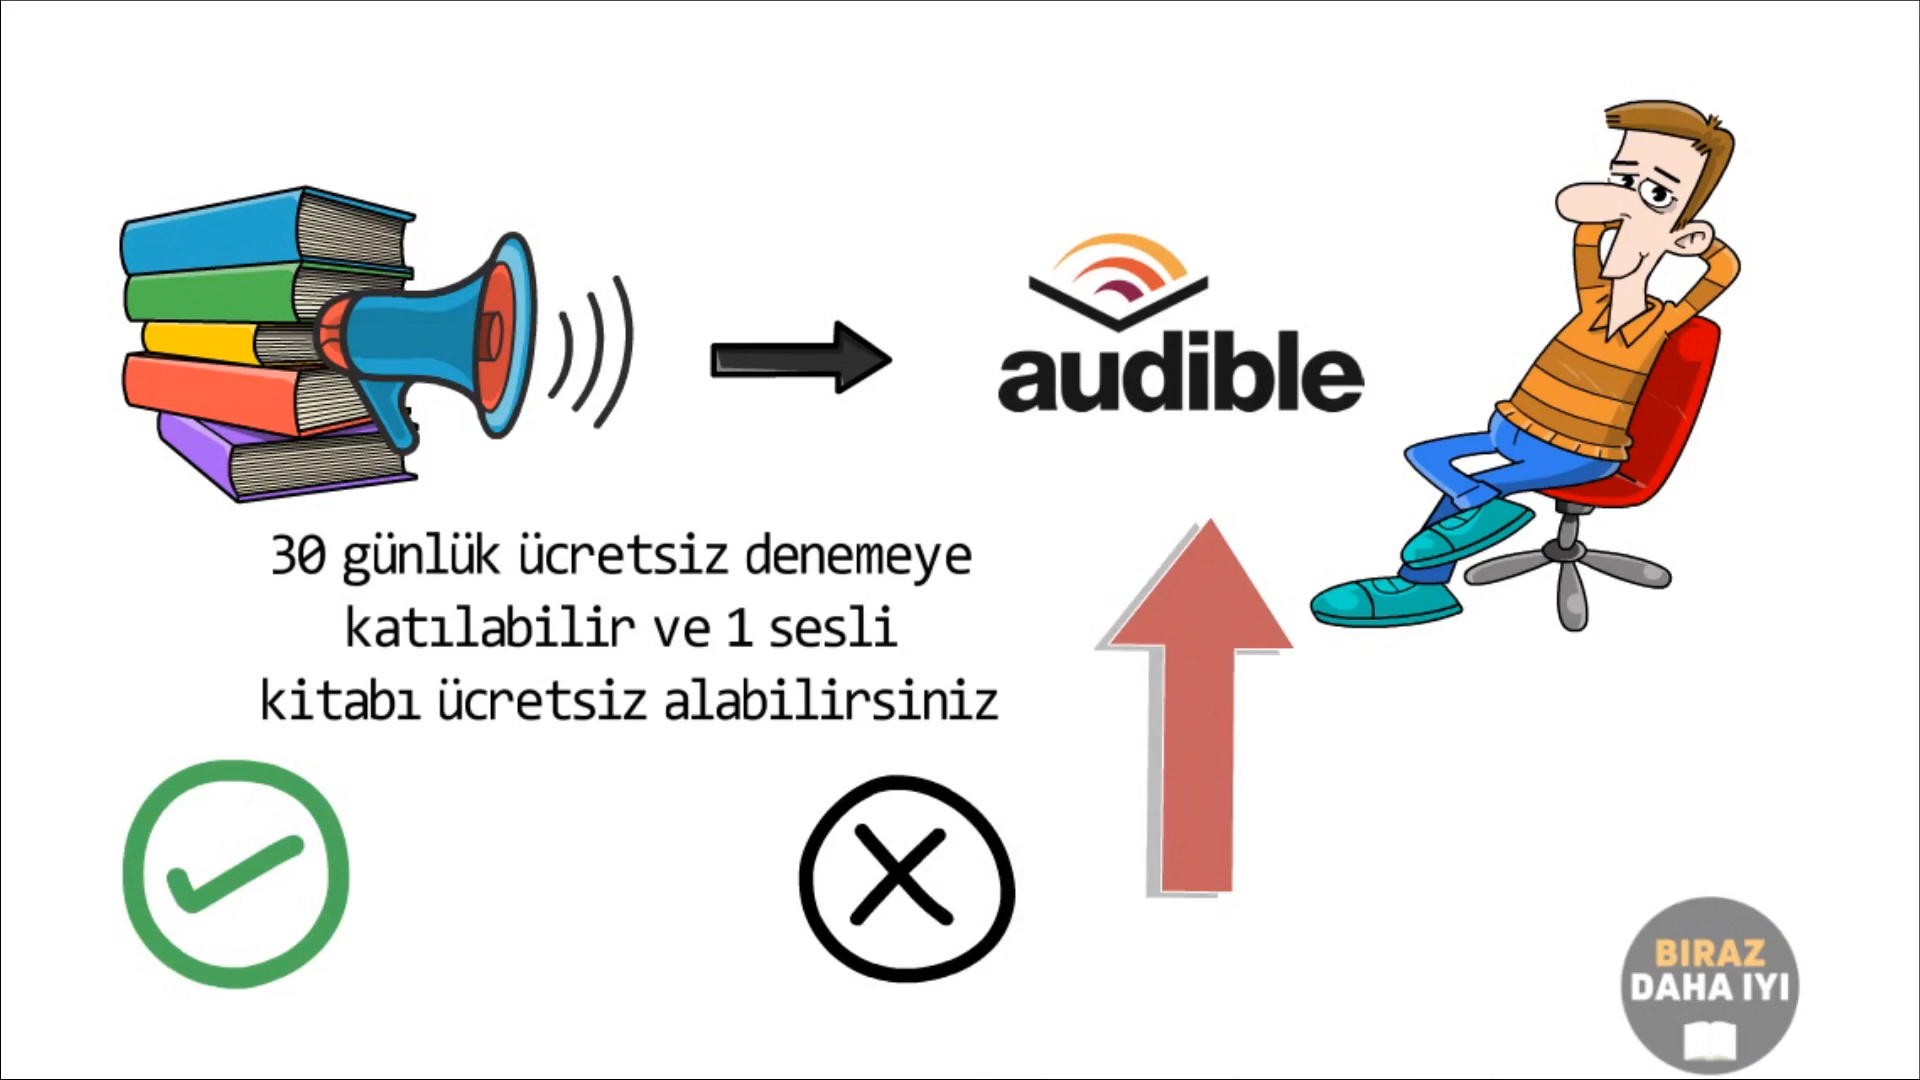 audible
30 günlük ücretsiz denemeye
katılabilir ve 1 sesli
kitabı ücretsiz alabilirsiniz
BIRAZ
DAHA IYI